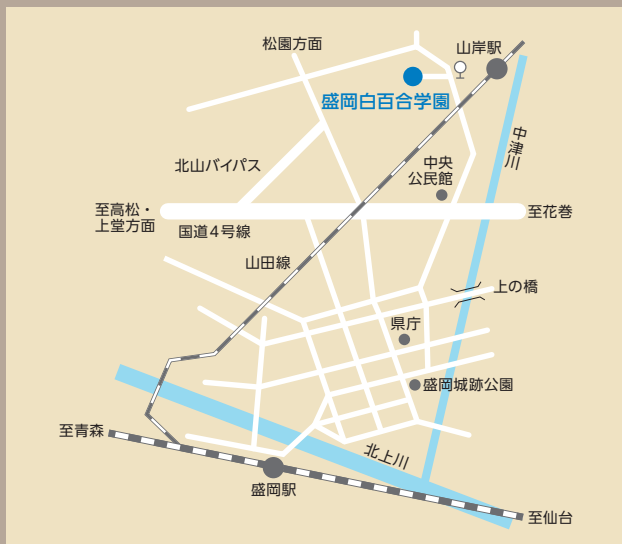 松園方面
山岸駅
盛岡白百合学園
中津川
北山バイパス
中央
公民館
至高松・
上堂方面
国道4号線
至花巻
山田線
上の橋
県庁
盛岡城跡公園
至青森
北上川
盛岡駅
至仙台